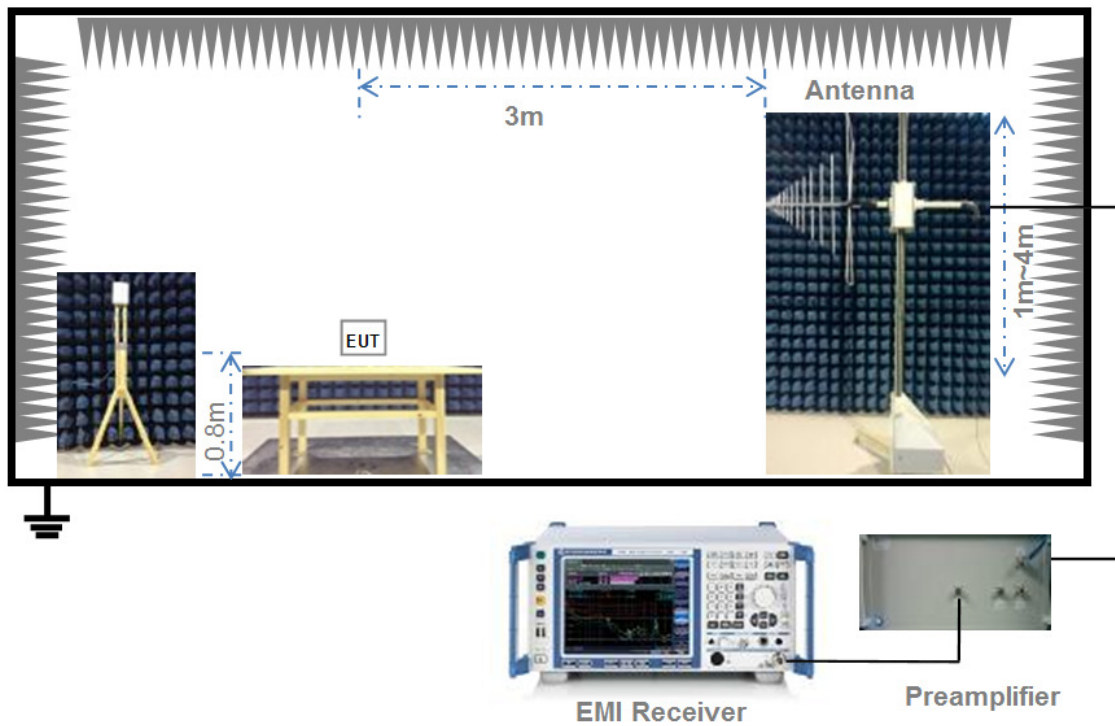 Antenna
3m
1m~4m
EUT
0.8m
EMI Receiver
Preamplifier